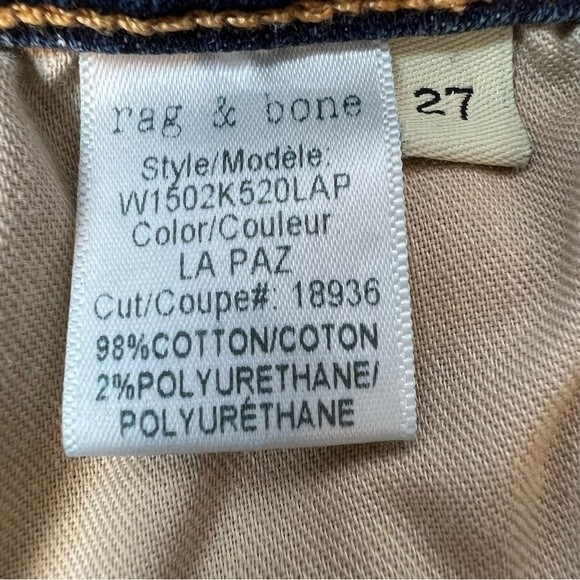 rag & bone
Style/Modèle:
W1502K520LAP
Color/Couleur
LA PAZ
Cut/Coupe#: 18936
98%COTTON/COTON
2%POLYURETHANE/
POLYURÉTHANE
27